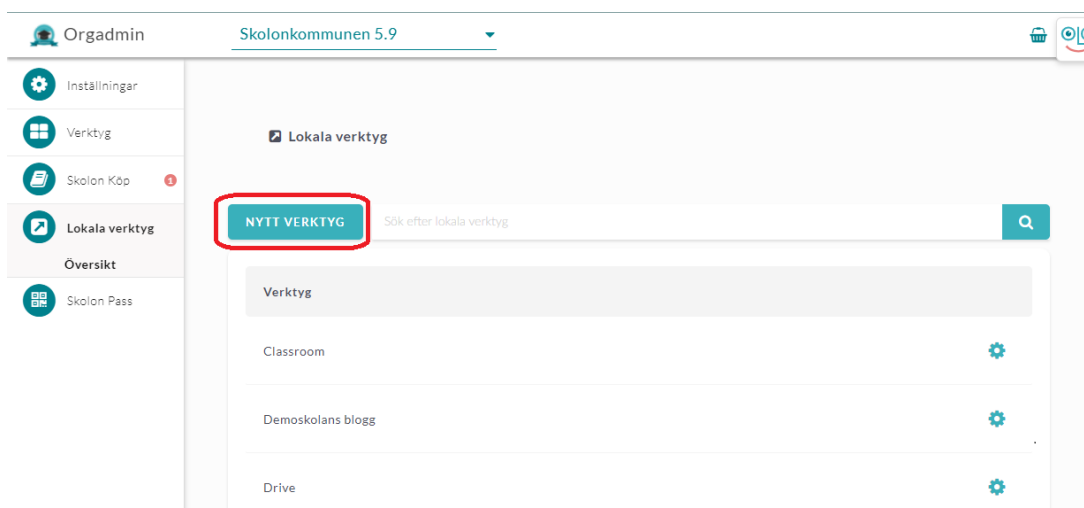 Orgadmin
Skolonkommunen 5.9
Inställningar
Verktyg
Skolon Köp 1
Lokala verktyg
Översikt
Skolon Pass
Lokala verktyg
NYTT VERKTYG
Sök efter lokala verktyg
Verktyg
Classroom
Demoskolans blogg
Drive